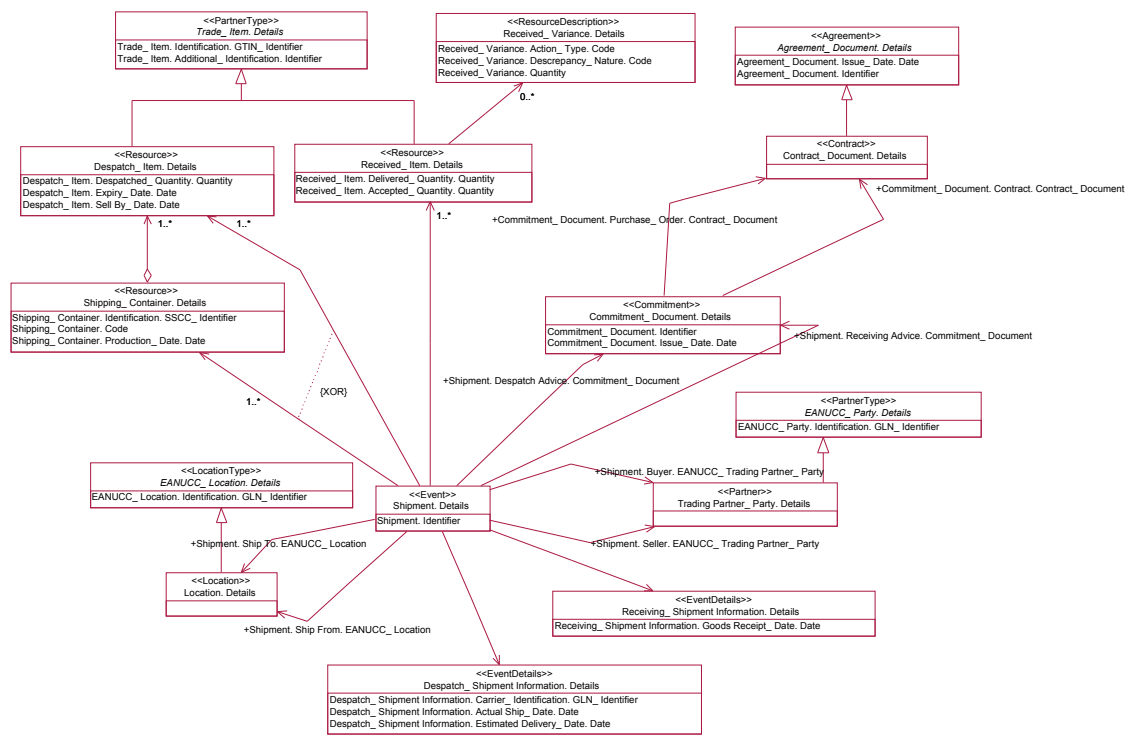 <<PartnerType>>
Trade_ Item. Details
Trade_ Item. Identification. GTIN_ Identifier
Trade_ Item. Additional_ Identification. Identifier
<<ResourceDescription>>
Received_ Variance. Details
Received_ Variance. Action_ Type. Code
Received_ Variance. Descrepancy_ Nature. Code
Received_ Variance. Quantity
0..*
<<Agreement>>
Agreement_ Document. Details
Agreement_ Document. Issue_ Date. Date
Agreement_ Document. Identifier
<<Resource>>
Despatch_ Item. Details
Despatch_ Item. Despatched_ Quantity. Quantity
Despatch_ Item. Expiry_ Date. Date
Despatch_ Item. Sell By_ Date. Date
1..*
1..*
<<Resource>>
Received_ Item. Details
Received_ Item. Delivered_ Quantity. Quantity
Received_ Item. Accepted_ Quantity. Quantity
1..*
<<Contract>>
Contract_ Document. Details
+Commitment_ Document. Contract. Contract_ Document
+Commitment_ Document. Purchase_ Order. Contract_ Document
<<Resource>>
Shipping_ Container. Details
Shipping_ Container. Identification. SSCC_ Identifier
Shipping_ Container. Code
Shipping_ Container. Production_ Date. Date
1..*
{XOR}
<<Commitment>>
Commitment_ Document. Details
Commitment_ Document. Identifier
Commitment_ Document. Issue_ Date. Date
+Shipment. Receiving Advice. Commitment_ Document
+Shipment. Despatch Advice. Commitment_ Document
<<PartnerType>>
EANUCC_ Party. Details
EANUCC_ Party. Identification. GLN_ Identifier
<<LocationType>>
EANUCC_ Location. Details
EANUCC_ Location. Identification. GLN_ Identifier
<<Event>>
Shipment. Details
Shipment. Identifier
+Shipment. Buyer. EANUCC_ Trading Partner_ Party
<<Partner>>
Trading Partner_ Party. Details
+Shipment. Seller. EANUCC_ Trading Partner_ Party
+Shipment. Ship To. EANUCC_ Location
<<Location>>
Location. Details
+Shipment. Ship From. EANUCC_ Location
<<EventDetails>>
Receiving_ Shipment Information. Details
Receiving_ Shipment Information. Goods Receipt_ Date. Date
<<EventDetails>>
Despatch_ Shipment Information. Details
Despatch_ Shipment Information. Carrier_ Identification. GLN_ Identifier
Despatch_ Shipment Information. Actual Ship_ Date. Date
Despatch_ Shipment Information. Estimated Delivery_ Date. Date